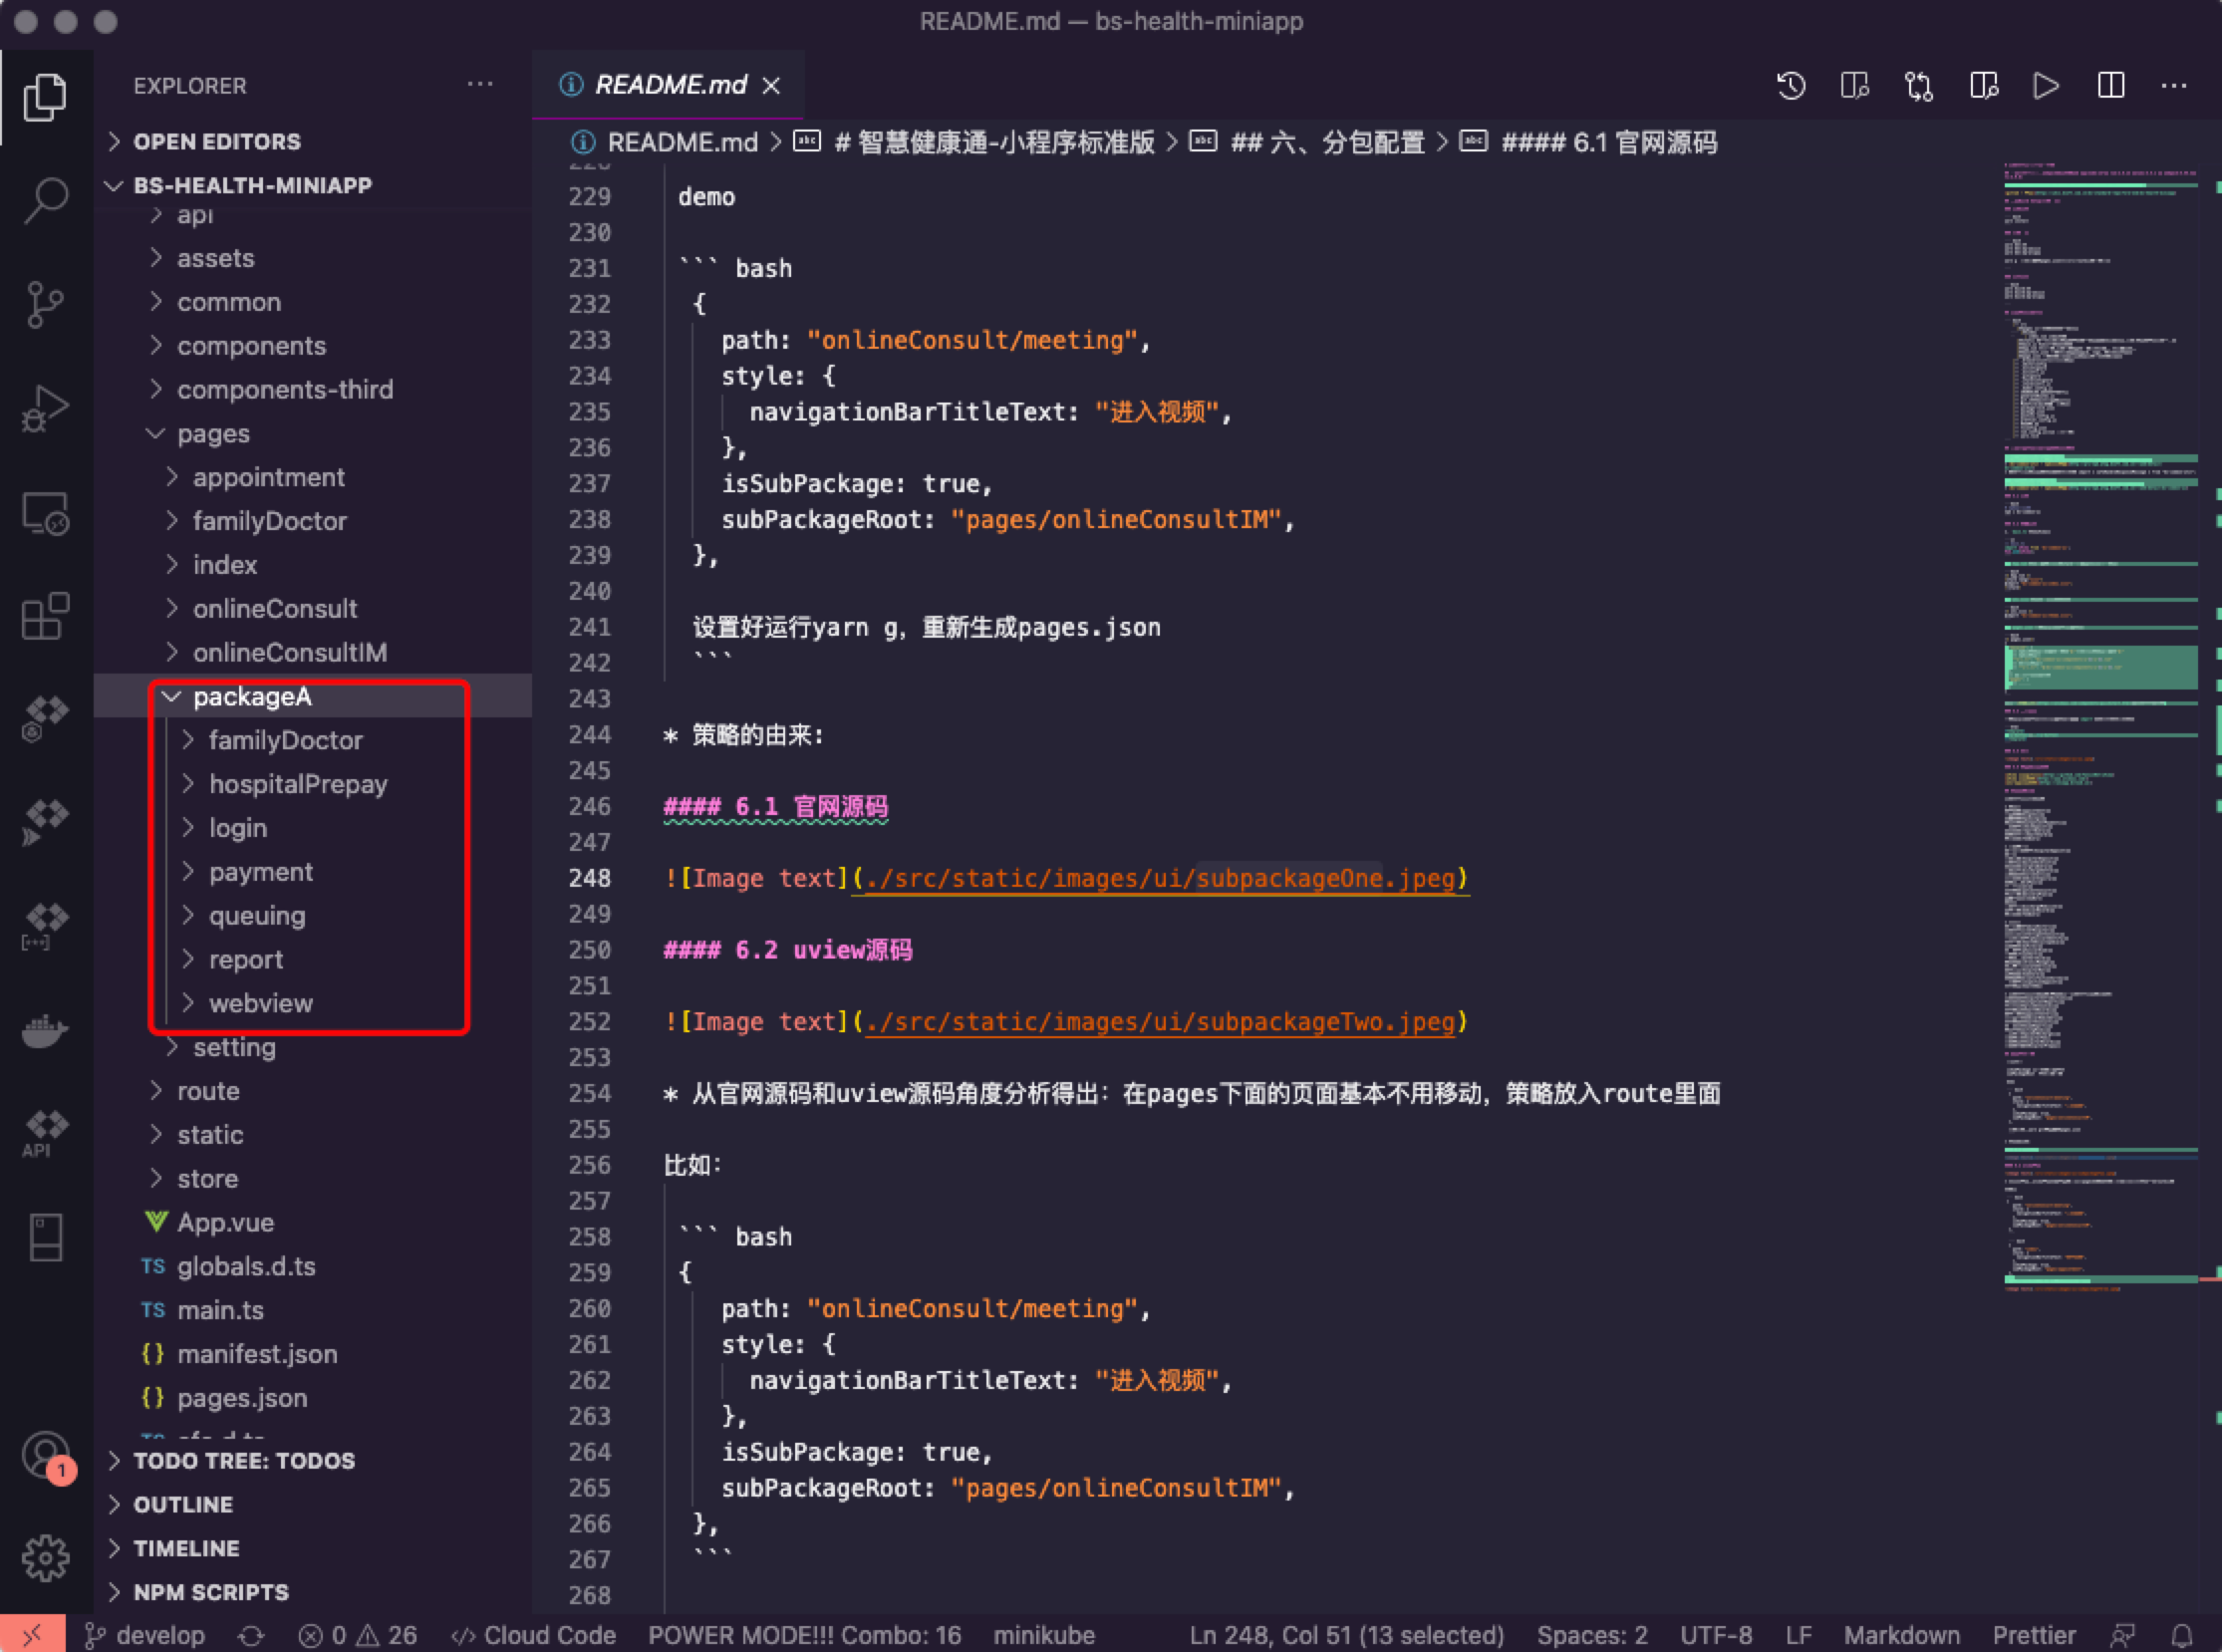 README.md — bs-health-miniapp
EXPLORER
OPEN EDITORS
BS-HEALTH-MINIAPP
api
assets
common
components
components-third
pages
appointment
familyDoctor
index
onlineConsult
onlineConsultIM
packageA
familyDoctor
hospitalPrepay
login
payment
queuing
report
webview
setting
route
static
store
App.vue
TS globals.d.ts
TS main.ts
{} manifest.json
{} pages.json
TODO TREE: TODOS
OUTLINE
TIMELINE
NPM SCRIPTS
API
1
README.md
README.md > # 智慧健康通-小程序标准版 > ## 六、分包配置 > #### 6.1 官网源码
228
229 demo
230
231 ``` bash
232 {
233 path: "onlineConsult/meeting",
234 style: {
235 navigationBarTitleText: "进入视频",
236 },
237 isSubPackage: true,
238 subPackageRoot: "pages/onlineConsultIM",
239 },
240
241 设置好运行yarn g，重新生成pages.json
242 ```
243
244 * 策略的由来：
245
246 #### 6.1 官网源码
247
248 ![Image text](./src/static/images/ui/subpackageOne.jpeg)
249
250 #### 6.2 uview源码
251
252 ![Image text](./src/static/images/ui/subpackageTwo.jpeg)
253
254 * 从官网源码和uview源码角度分析得出：在pages下面的页面基本不用移动，策略放入route里面
255
256 比如：
257
258 ``` bash
259 {
260 path: "onlineConsult/meeting",
261 style: {
262 navigationBarTitleText: "进入视频",
263 },
264 isSubPackage: true,
265 subPackageRoot: "pages/onlineConsultIM",
266 },
267 ```
268
develop 0 26 Cloud Code POWER MODE!!! Combo: 16 minikube Ln 248, Col 51 (13 selected) Spaces: 2 UTF-8 LF Markdown Prettier